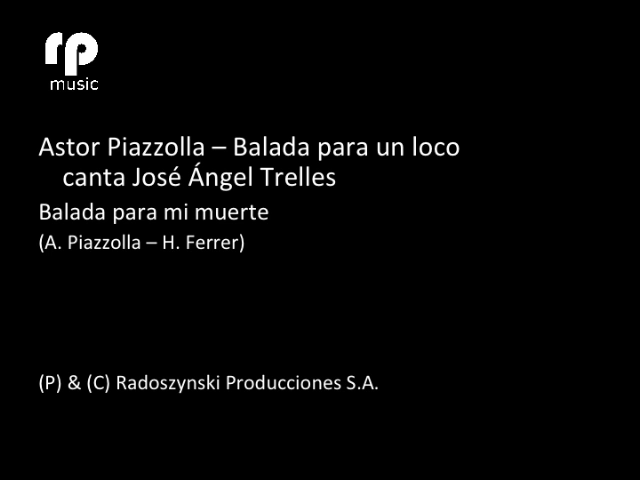 rp
music
Astor Piazzolla – Balada para un loco
canta José Ángel Trelles
Balada para mi muerte
(A. Piazzolla – H. Ferrer)
(P) & (C) Radoszynski Producciones S.A.